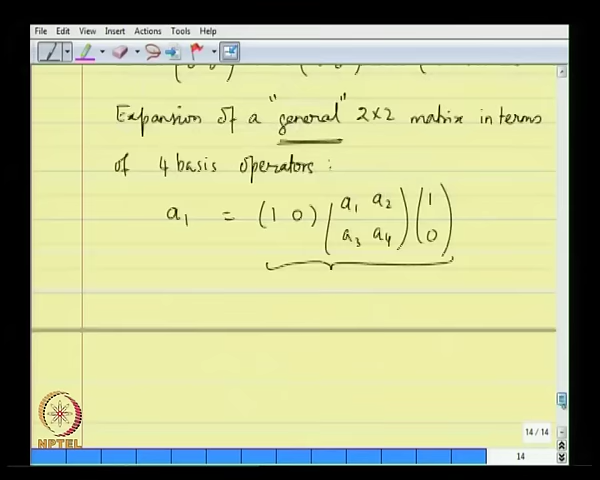 File Edit View Insert Actions Tools Help
Expansion of a "general" 2×2 matrix in terms
of 4 basis operators :
a₁ = (1 0) (a₁ a₂
a₃ a₄) (1
0)
NPTEL
14 / 14
14